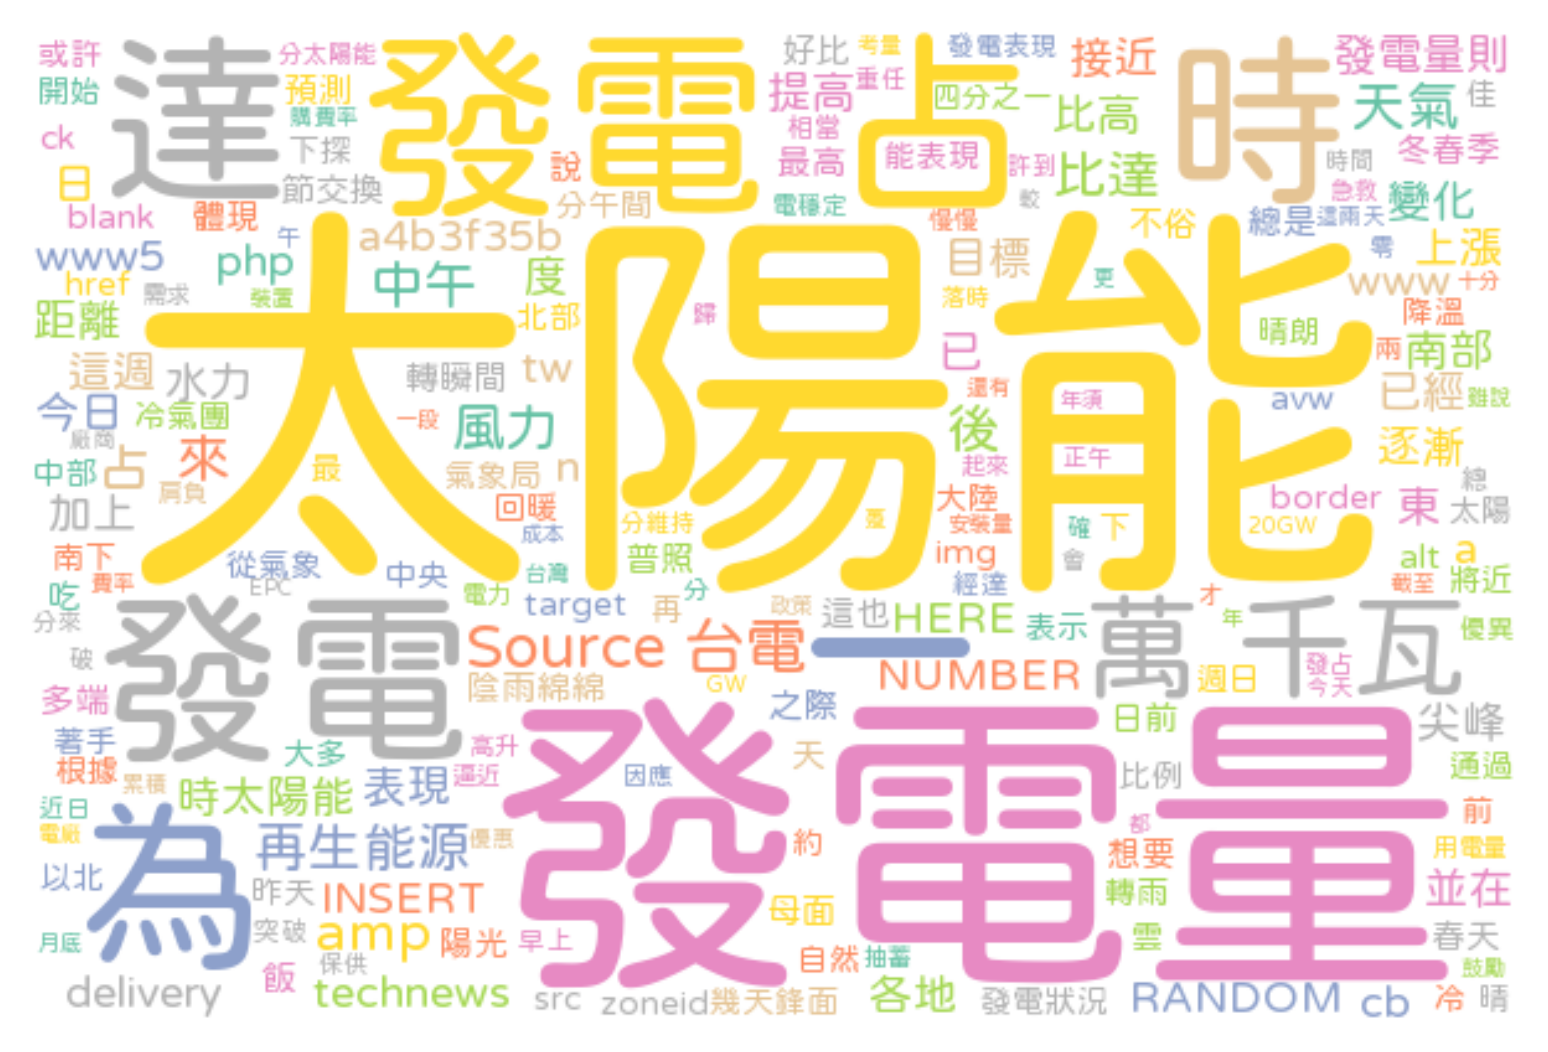 或許
達
分太陽能
發電
好比
考量
發電表現
接近
時
發電量則
開始
預測
購費率
提高
重任
占
四分之一
比高
天氣
佳
ck
下探
說
相當
最高
能表現
許到
比達
時間
冬春季
日
節交換
分午間
電穩定
較
急救
變化
blank
體現
a4b3f35b
慢慢
不俗
總是
這兩天
www5
php
午
中午
度
目標
更
零
上漲
href
需求
裝置
太陽能
北部
歸
落時
www
十分
距離
晴朗
降溫
這週
水力
轉瞬間
tw
已
兩
南部
今日
冷氣團
一段
風力
還有
後
年須
avw
已經
雖說
廠商
來
中部
占
肩負
最
氣象局
n
起來
正午
逐漸
總
加上
回暖
成本
分維持
大陸
安裝量
確
下
border
20GW
東
太陽
南下
費率
從氣象
EPC
中央
普照
img
會
alt
a
吃
台灣
電力
target
再
分
經達
截至
將近
分來
發電
政策
這也
HERE
表示
萬
才
年
千瓦
優異
破
Source
台電
一
NUMBER
週日
發占
今天
多端
陰雨綿綿
GW
之際
日前
尖峰
著手
大多
高升
發電量
天
根據
累積
時太陽能
表現
逼近
因應
比例
通過
近日
都
前
電廠
為
再生能源
優惠
約
想要
用電量
以北
昨天
INSERT
母面
轉雨
並在
月底
突破
amp
陽光
早上
自然
抽蓄
雲
春天
保供
鼓勵
delivery
飯
technews
src
zoneid
幾天鋒面
各地
發電狀況
RANDOM
cb
冷
晴